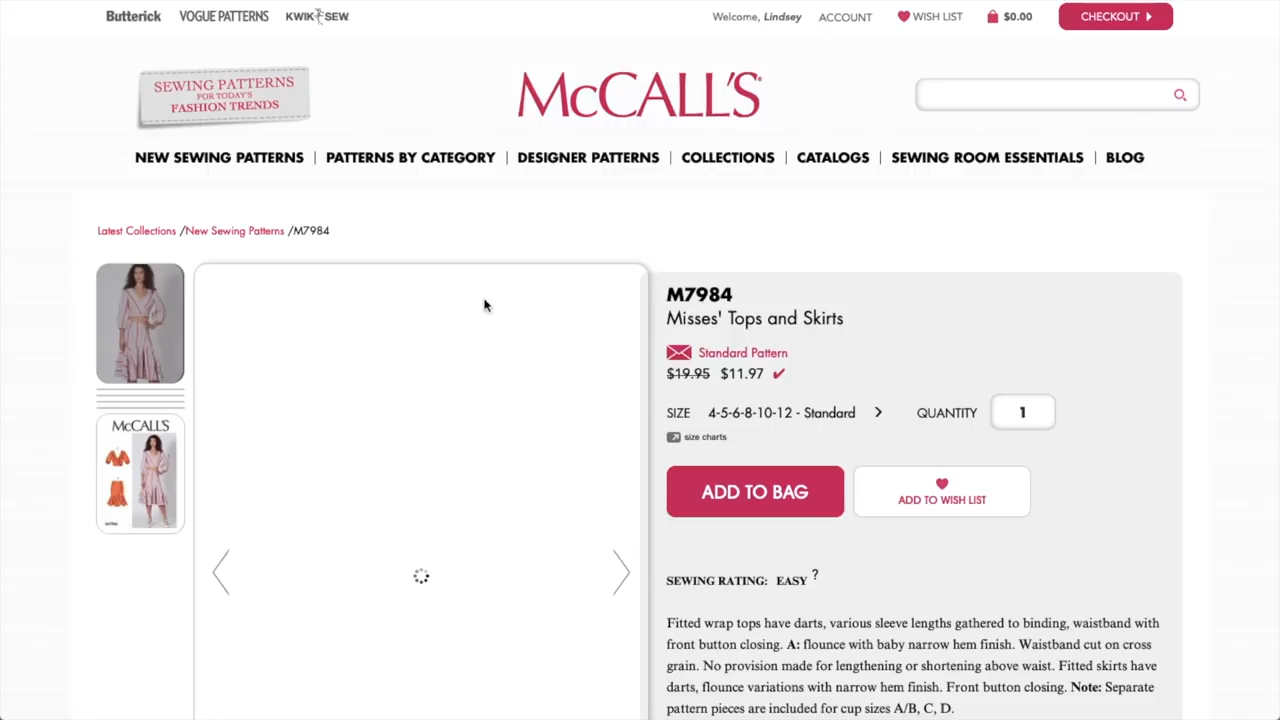 Butterick VOGUE PATTERNS KWIK SEW Welcome, Lindsey ACCOUNT WISH LIST $0.00 CHECKOUT
SEWING PATTERNS
FOR TODAY'S
FASHION TRENDS
McCALL'S
NEW SEWING PATTERNS | PATTERNS BY CATEGORY | DESIGNER PATTERNS | COLLECTIONS | CATALOGS | SEWING ROOM ESSENTIALS | BLOG
Latest Collections /New Sewing Patterns /M7984
McCALL'S
M7984
Misses' Tops and Skirts
Standard Pattern
$19.95 $11.97
SIZE 4-5-6-8-10-12 - Standard QUANTITY 1
size charts
ADD TO BAG
ADD TO WISH LIST
SEWING RATING: EASY ?
Fitted wrap tops have darts, various sleeve lengths gathered to binding, waistband with
front button closing. A: flounce with baby narrow hem finish. Waistband cut on cross
grain. No provision made for lengthening or shortening above waist. Fitted skirts have
darts, flounce variations with narrow hem finish. Front button closing. Note: Separate
pattern pieces are included for cup sizes A/B, C, D.